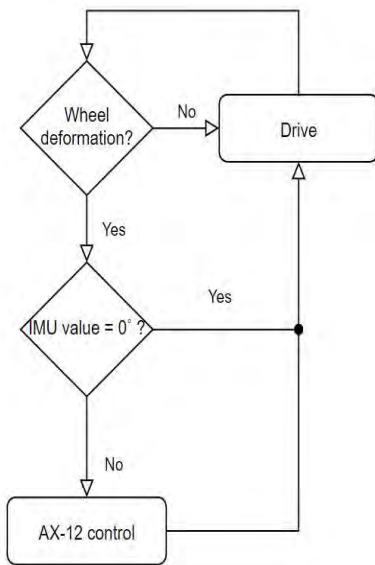 Wheel
deformation?
No
Drive
Yes
IMU value = 0° ?
Yes
No
AX-12 control